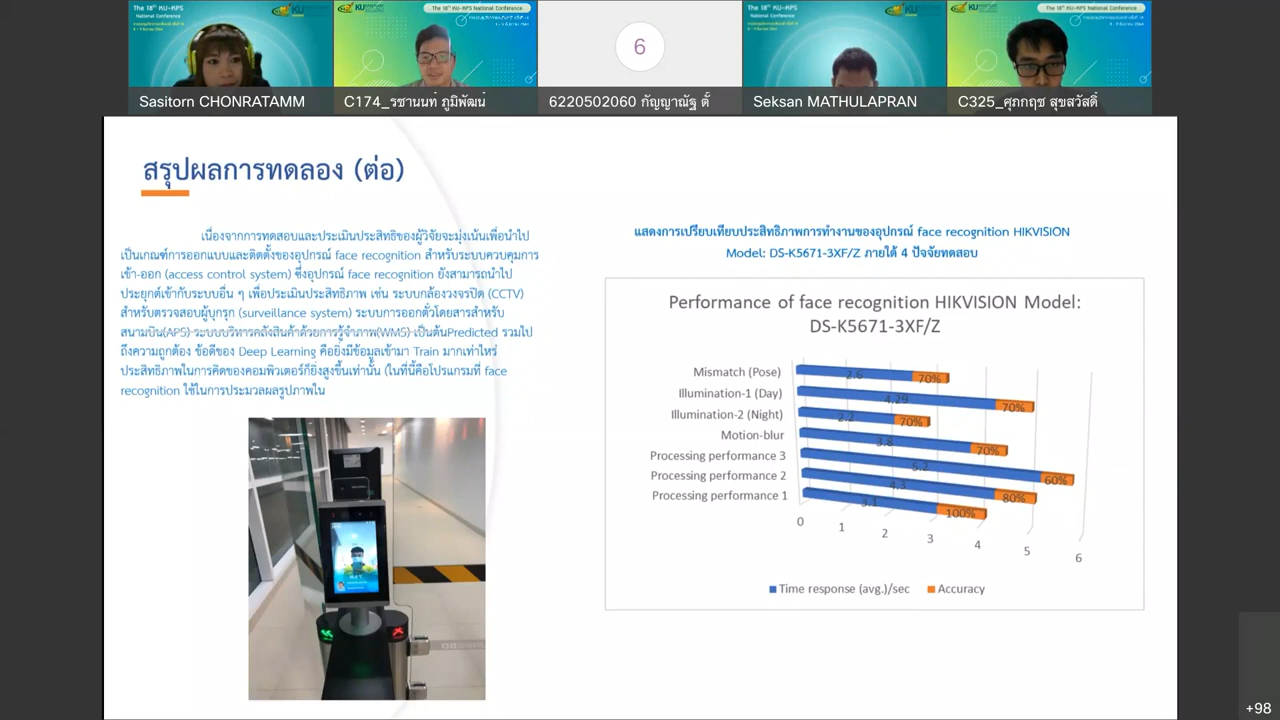 The 18th KU-KPS
National Conference
The 18th KU-KPS National Conference
6
The 18th KU-KPS
National Conference
The 18th KU-KPS National Conference
Sasitorn CHONRATAMM
C174_รชานนท์ ภูมิพัฒน์
6220502060 กัญญาณัฐ ตั้
Seksan MATHULAPRAN
C325_ศุภกฤช สุขสวัสดิ์
สรุปผลการทดลอง (ต่อ)
เนื่องจากการทดสอบและประเมินประสิทธิของผู้วิจัยจะมุ่งเน้นเพื่อนำไป
เป็นเกณฑ์การออกแบบและติดตั้งของอุปกรณ์ face recognition สำหรับระบบควบคุมการ
เข้า-ออก (access control system) ซึ่งอุปกรณ์ face recognition ยังสามารถนำไป
ประยุกต์เข้ากับระบบอื่น ๆ เพื่อประเมินประสิทธิภาพ เช่น ระบบกล้องวงจรปิด (CCTV)
สำหรับตรวจสอบผู้บุกรุก (surveillance system) ระบบการออกตั๋วโดยสารสำหรับ
สนามบิน(APS) ระบบบริหารคลังสินค้าด้วยการรู้จำภาพ(WMS) เป็นต้นPredicted รวมไป
ถึงความถูกต้อง ข้อดีของ Deep Learning คือยิ่งมีข้อมูลเข้ามา Train มากเท่าไหร่
ประสิทธิภาพในการคิดของคอมพิวเตอร์ก็ยิ่งสูงขึ้นเท่านั้น (ในที่นี้คือโปรแกรมที่ face
recognition ใช้ในการประมวลผลรูปภาพใน
แสดงการเปรียบเทียบประสิทธิภาพการทำงานของอุปกรณ์ face recognition HIKVISION
Model: DS-K5671-3XF/Z ภายใต้ 4 ปัจจัยทดสอบ
Performance of face recognition HIKVISION Model:
DS-K5671-3XF/Z
Mismatch (Pose) 2.6 70%
Illumination-1 (Day) 4.29 70%
Illumination-2 (Night) 2.2 70%
Motion-blur 3.8 70%
Processing performance 3 5.2 60%
Processing performance 2 4.3 80%
Processing performance 1 3.1 100%
0 1 2 3 4 5 6
Time response (avg.)/sec Accuracy
+98